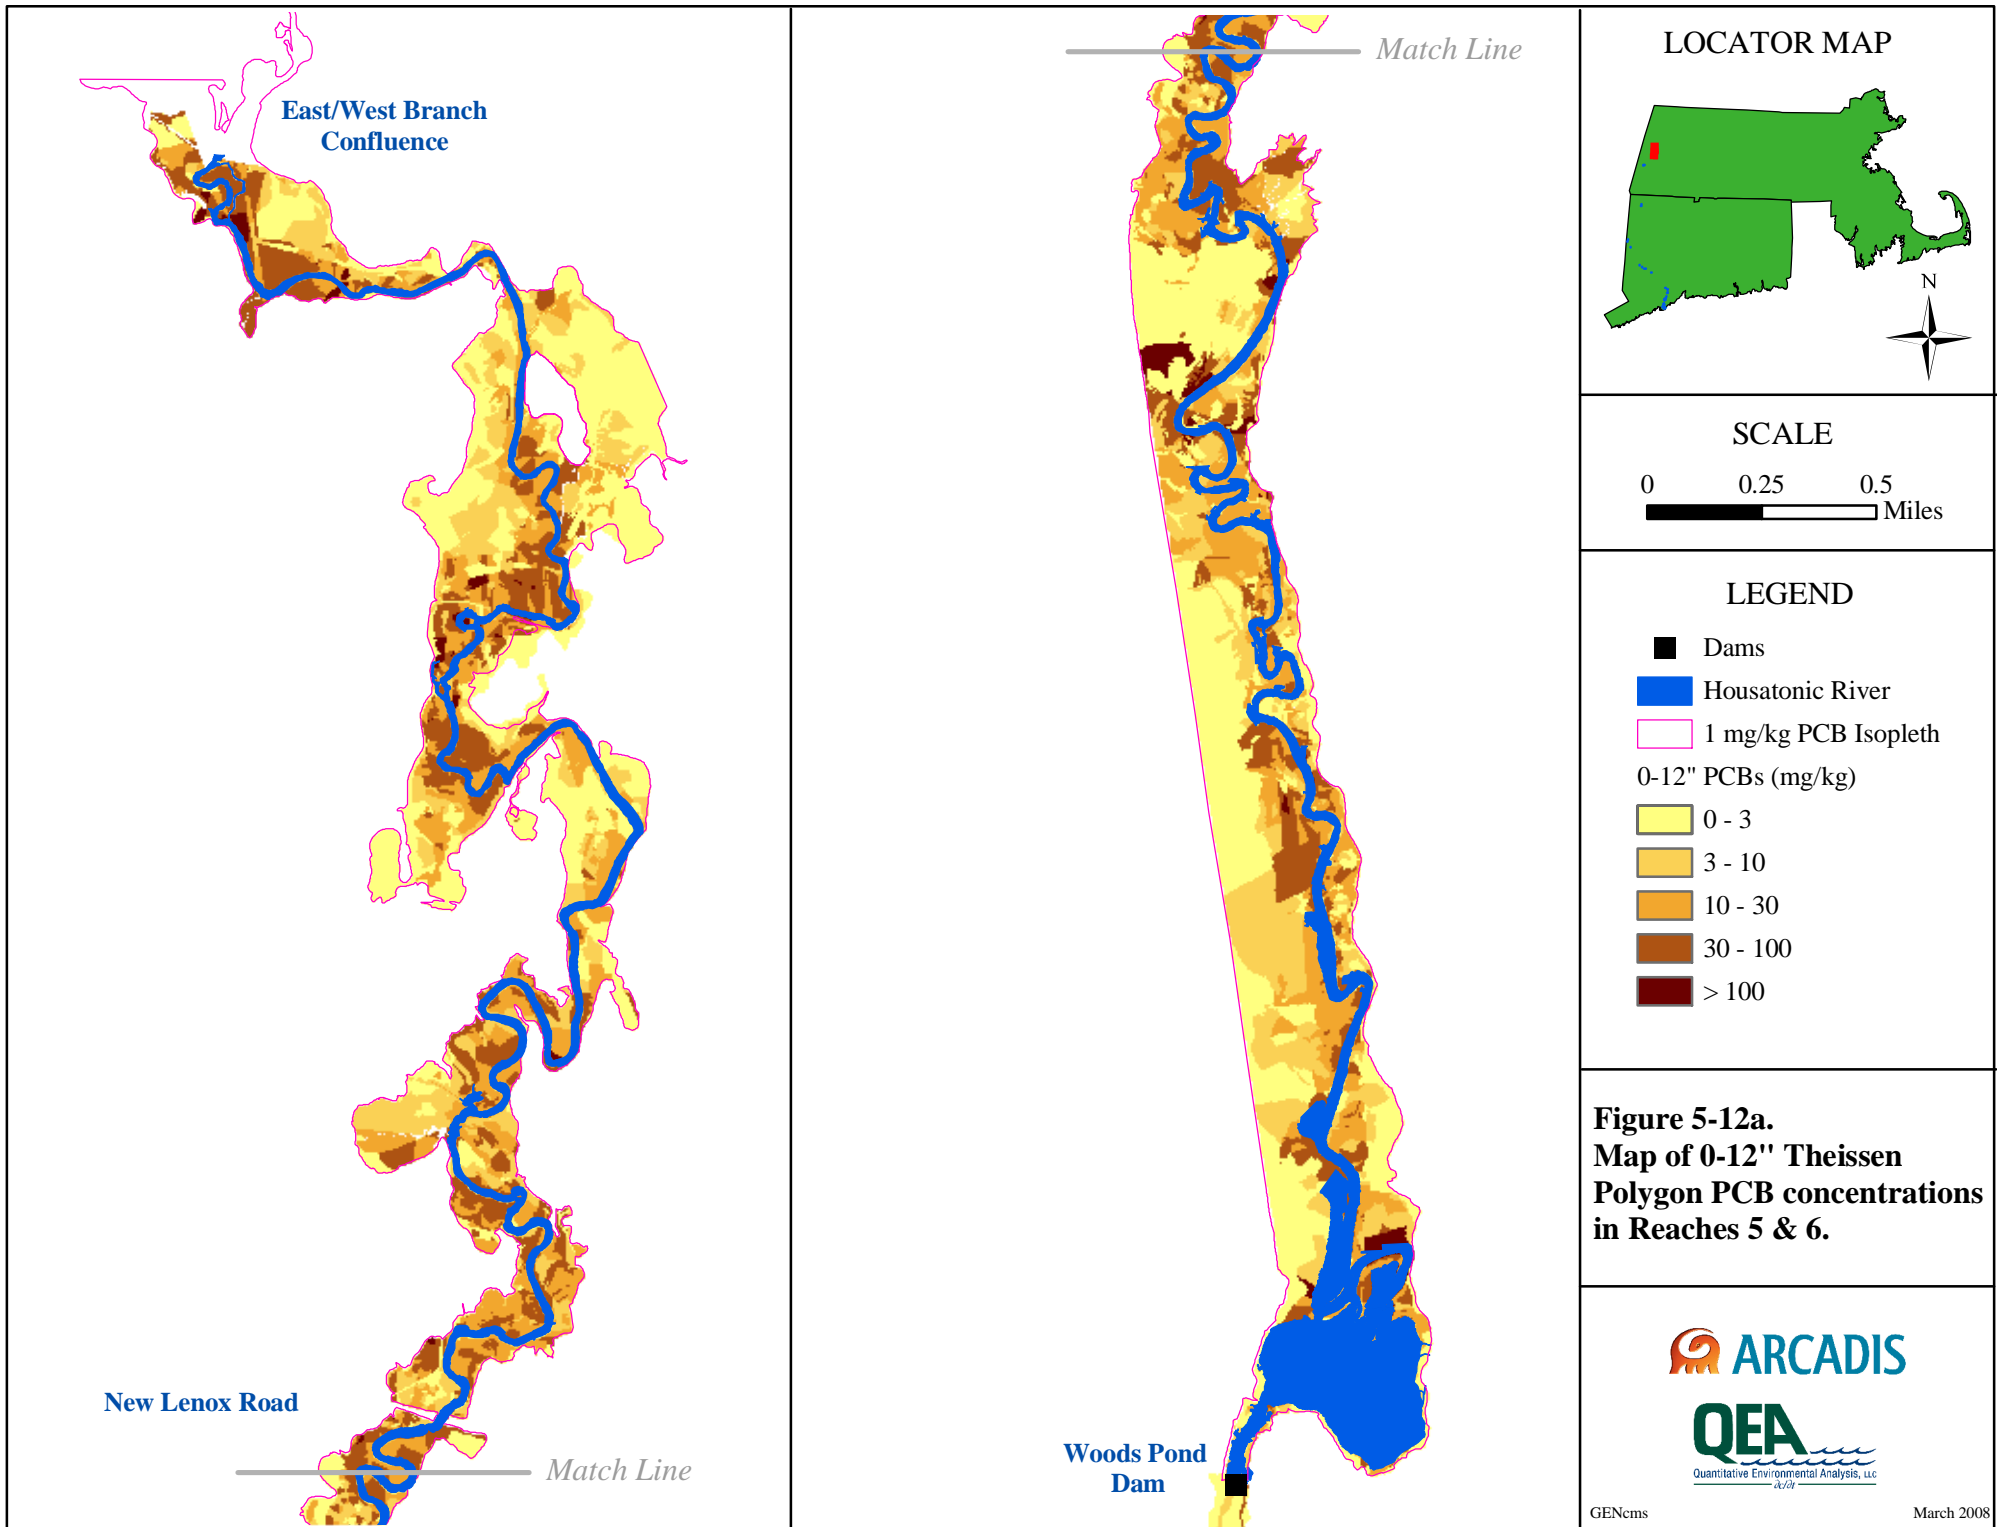 East/West Branch
Confluence
New Lenox Road
Match Line
Match Line
Woods Pond
Dam
LOCATOR MAP
N
SCALE
0 0.25 0.5
Miles
LEGEND
Dams
Housatonic River
1 mg/kg PCB Isopleth
0-12" PCBs (mg/kg)
0 - 3
3 - 10
10 - 30
30 - 100
> 100
Figure 5-12a.
Map of 0-12" Theissen
Polygon PCB concentrations
in Reaches 5 & 6.
ARCADIS
QEA
Quantitative Environmental Analysis, LLC
∂c/∂t
GENcms March 2008